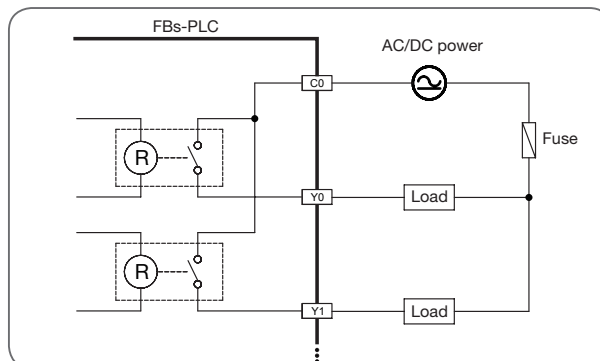 FBs-PLC
AC/DC power
C0
Fuse
R
Y0
Load
R
Y1
Load